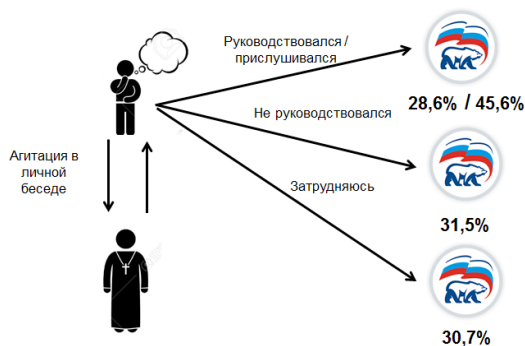 Руководствовался /
прислушивался
28,6% / 45,6%
Не руководствовался
Агитация в
личной
беседе
Затрудняюсь
31,5%
30,7%